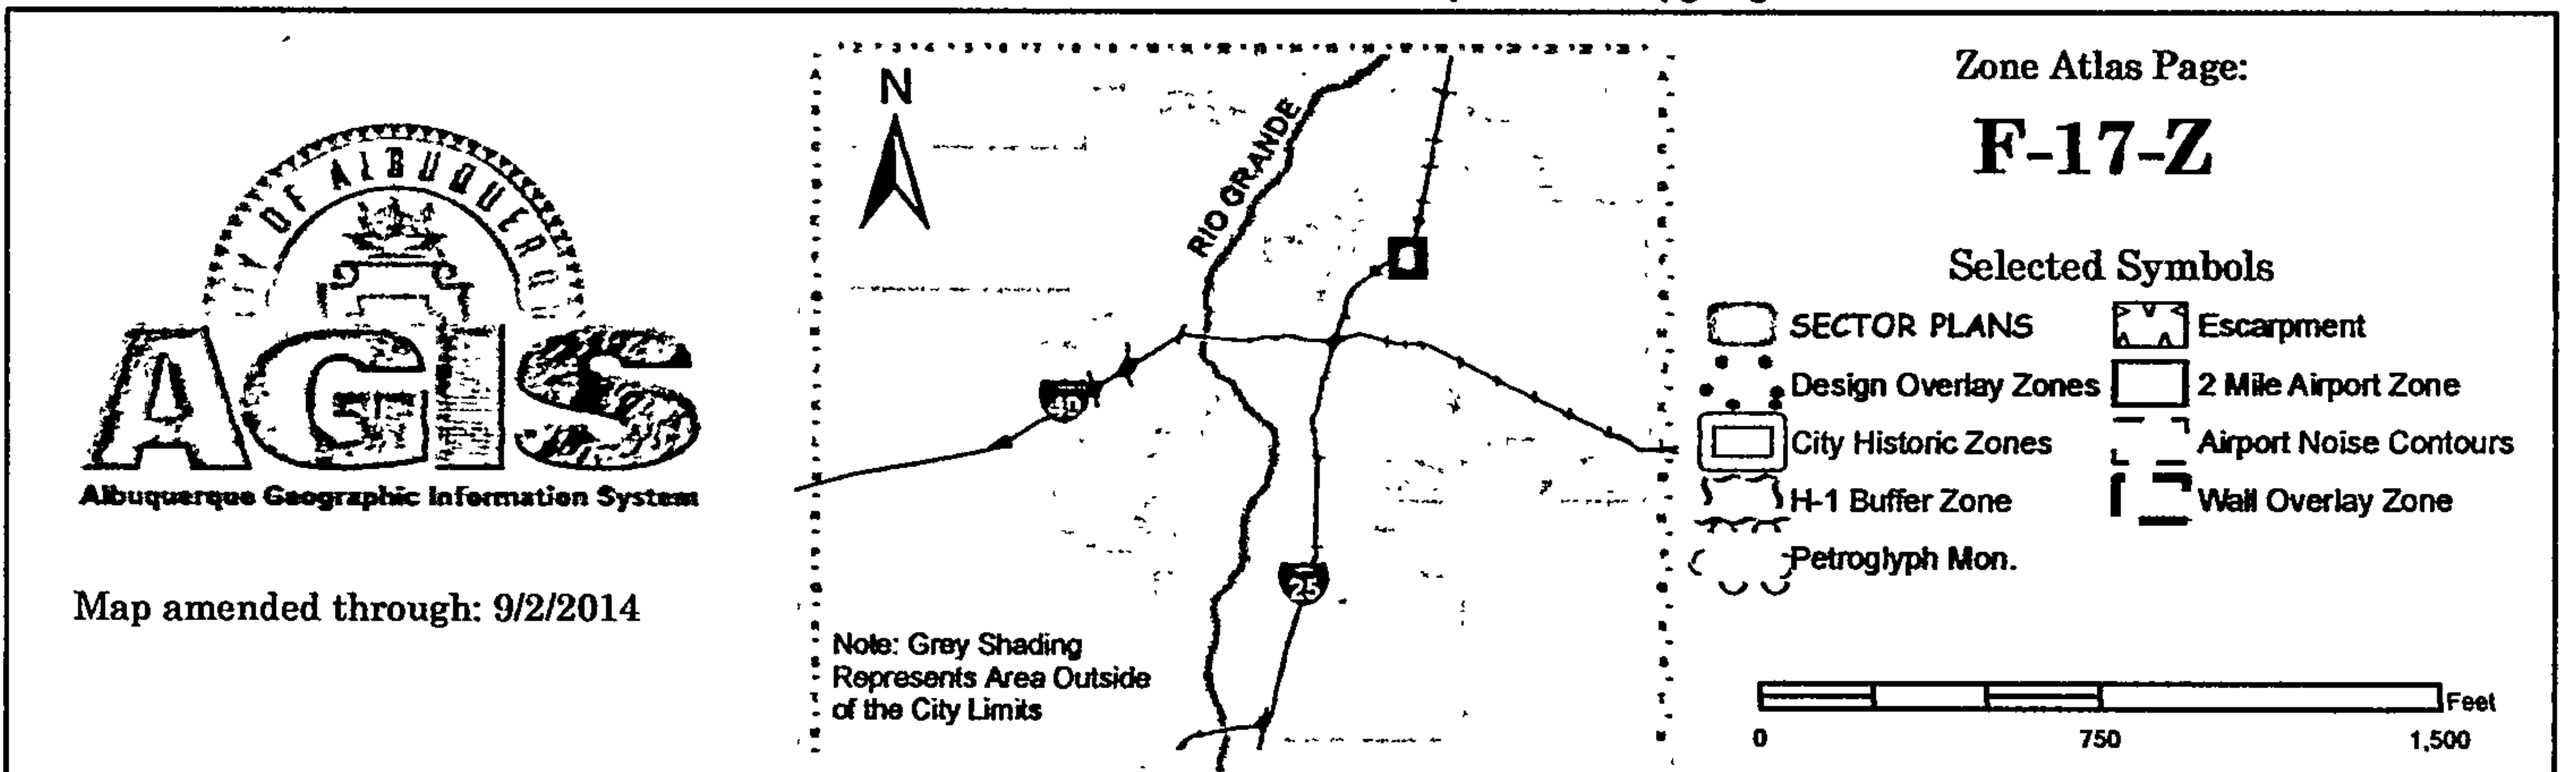 Y OF ALBUQUERQ
AGIS
Albuquerque Geographic Information System
Map amended through: 9/2/2014
N
RIO GRANDE
40
25
Note: Grey Shading
Represents Area Outside
of the City Limits
Zone Atlas Page:
F-17-Z
Selected Symbols
SECTOR PLANS
Escarpment
Design Overlay Zones
2 Mile Airport Zone
City Historic Zones
Airport Noise Contours
H-1 Buffer Zone
Wall Overlay Zone
Petroglyph Mon.
Feet
0 750 1,500